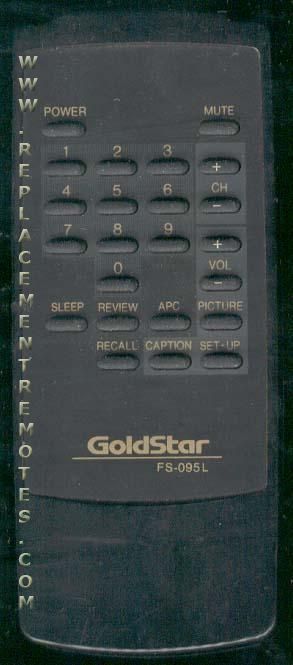 WWW.REPLACEMENTREMOTES.COM
POWER MUTE
1 2 3
+
4 5 6 CH
-
7 8 9
+
0 VOL
-
SLEEP REVIEW APC PICTURE
RECALL CAPTION SET-UP
GoldStar
FS-095L